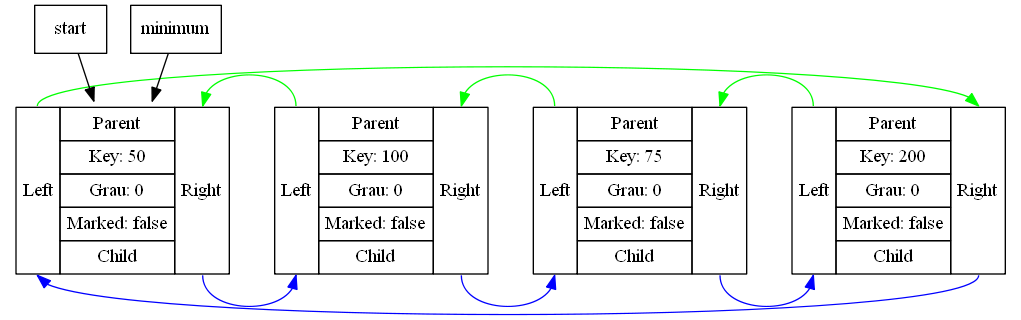 start
minimum
Left
Parent
Key: 50
Grau: 0
Marked: false
Child
Right
Left
Parent
Key: 100
Grau: 0
Marked: false
Child
Right
Left
Parent
Key: 75
Grau: 0
Marked: false
Child
Right
Left
Parent
Key: 200
Grau: 0
Marked: false
Child
Right